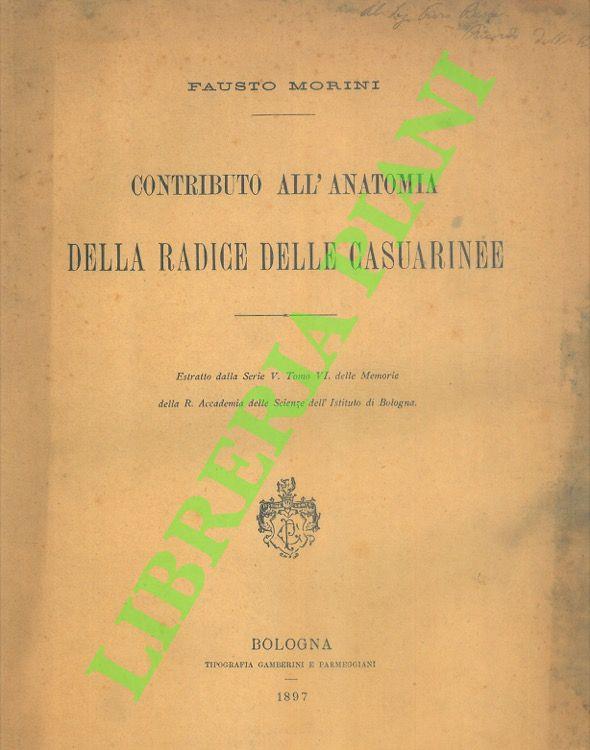 Al
FAUSTO MORINI
CONTRIBUTO ALL'ANATOMIA
DELLA RADICE DELLE CASUARINEE
Estratto dalla Serie V. Tomo VI. delle Memorie
della R. Accademia delle Scienze dell'Istituto di Bologna.
BOLOGNA
TIPOGRAFIA GAMBERINI E PARMEGGIANI
1897
LIBRERIA PIANI